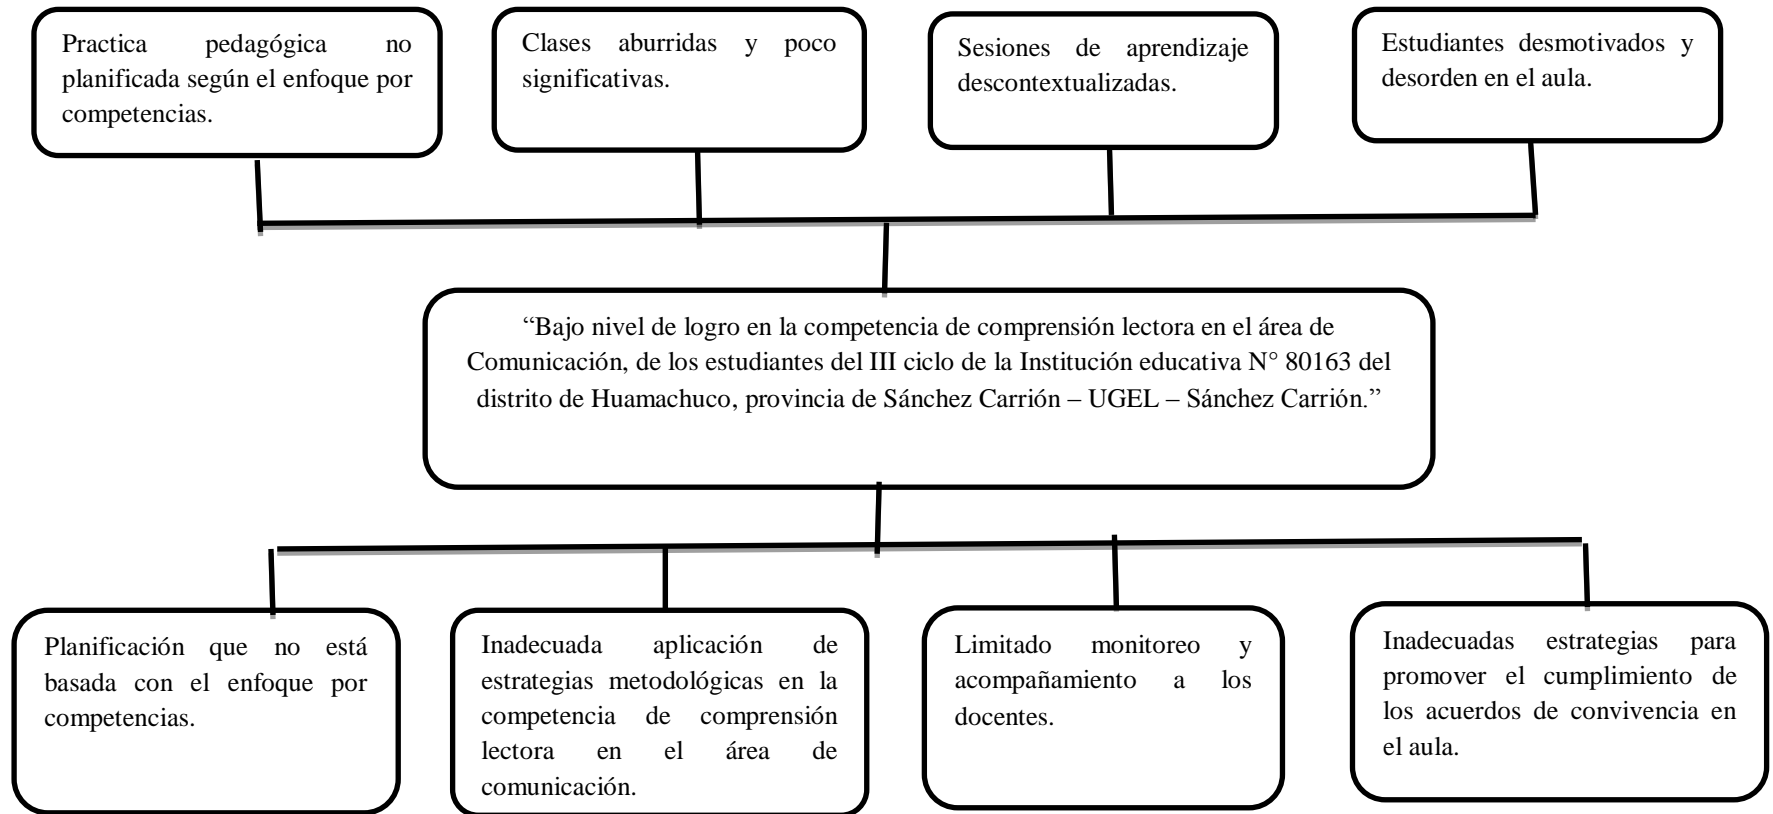 Practica pedagógica no
planificada según el enfoque por
competencias.
Clases aburridas y poco
significativas.
Sesiones de aprendizaje
descontextualizadas.
Estudiantes desmotivados y
desorden en el aula.
“Bajo nivel de logro en la competencia de comprensión lectora en el área de
Comunicación, de los estudiantes del III ciclo de la Institución educativa N° 80163 del
distrito de Huamachuco, provincia de Sánchez Carrión – UGEL – Sánchez Carrión.”
Planificación que no está
basada con el enfoque por
competencias.
Inadecuada aplicación de
estrategias metodológicas en la
competencia de comprensión
lectora en el área de
comunicación.
Limitado monitoreo y
acompañamiento a los
docentes.
Inadecuadas estrategias para
promover el cumplimiento de
los acuerdos de convivencia en
el aula.